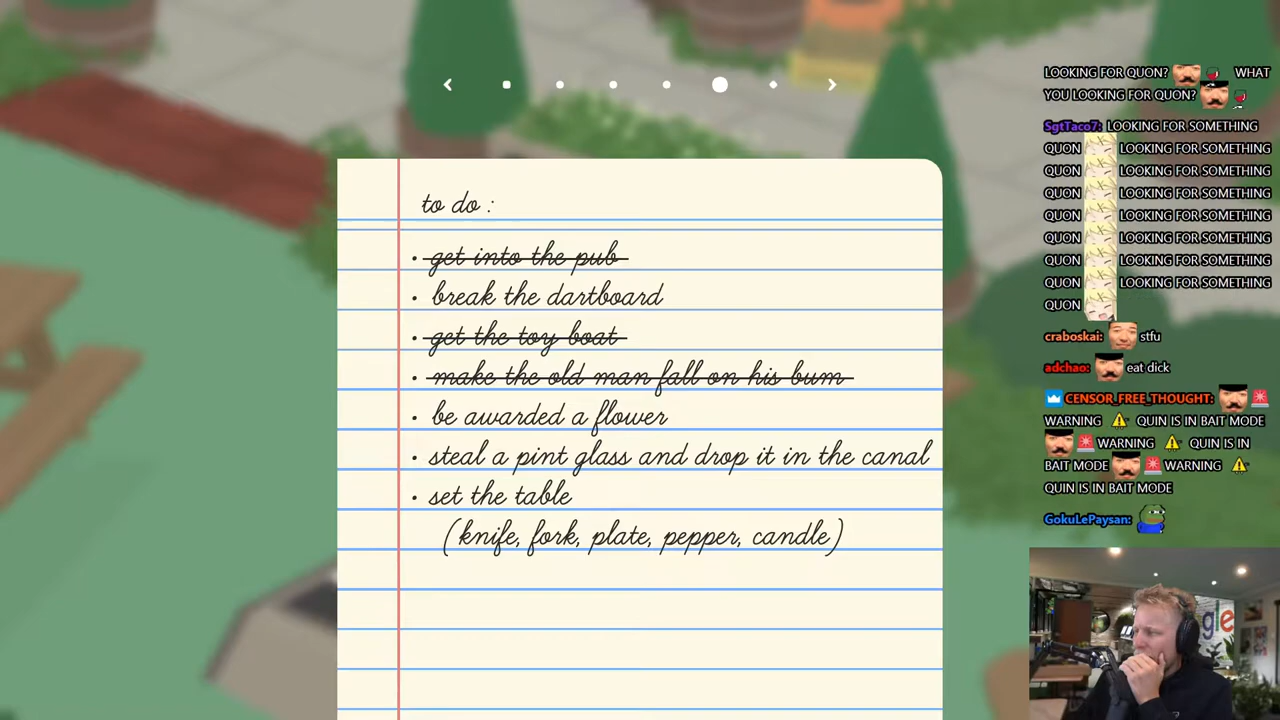 to do :
• get into the pub
• break the dartboard
• get the toy boat
• make the old man fall on his bum
• be awarded a flower
• steal a pint glass and drop it in the canal
• set the table
(knife, fork, plate, pepper, candle)
LOOKING FOR QUON? WHAT
YOU LOOKING FOR QUON?
SgtTaco7: LOOKING FOR SOMETHING
QUON LOOKING FOR SOMETHING
QUON LOOKING FOR SOMETHING
QUON LOOKING FOR SOMETHING
QUON LOOKING FOR SOMETHING
QUON LOOKING FOR SOMETHING
QUON LOOKING FOR SOMETHING
QUON LOOKING FOR SOMETHING
QUON
craboskai: stfu
adchao: eat dick
CENSOR_FREE_THOUGHT:
WARNING QUIN IS IN BAIT MODE
WARNING QUIN IS IN
BAIT MODE WARNING
QUIN IS IN BAIT MODE
GokuLePaysan:
gle